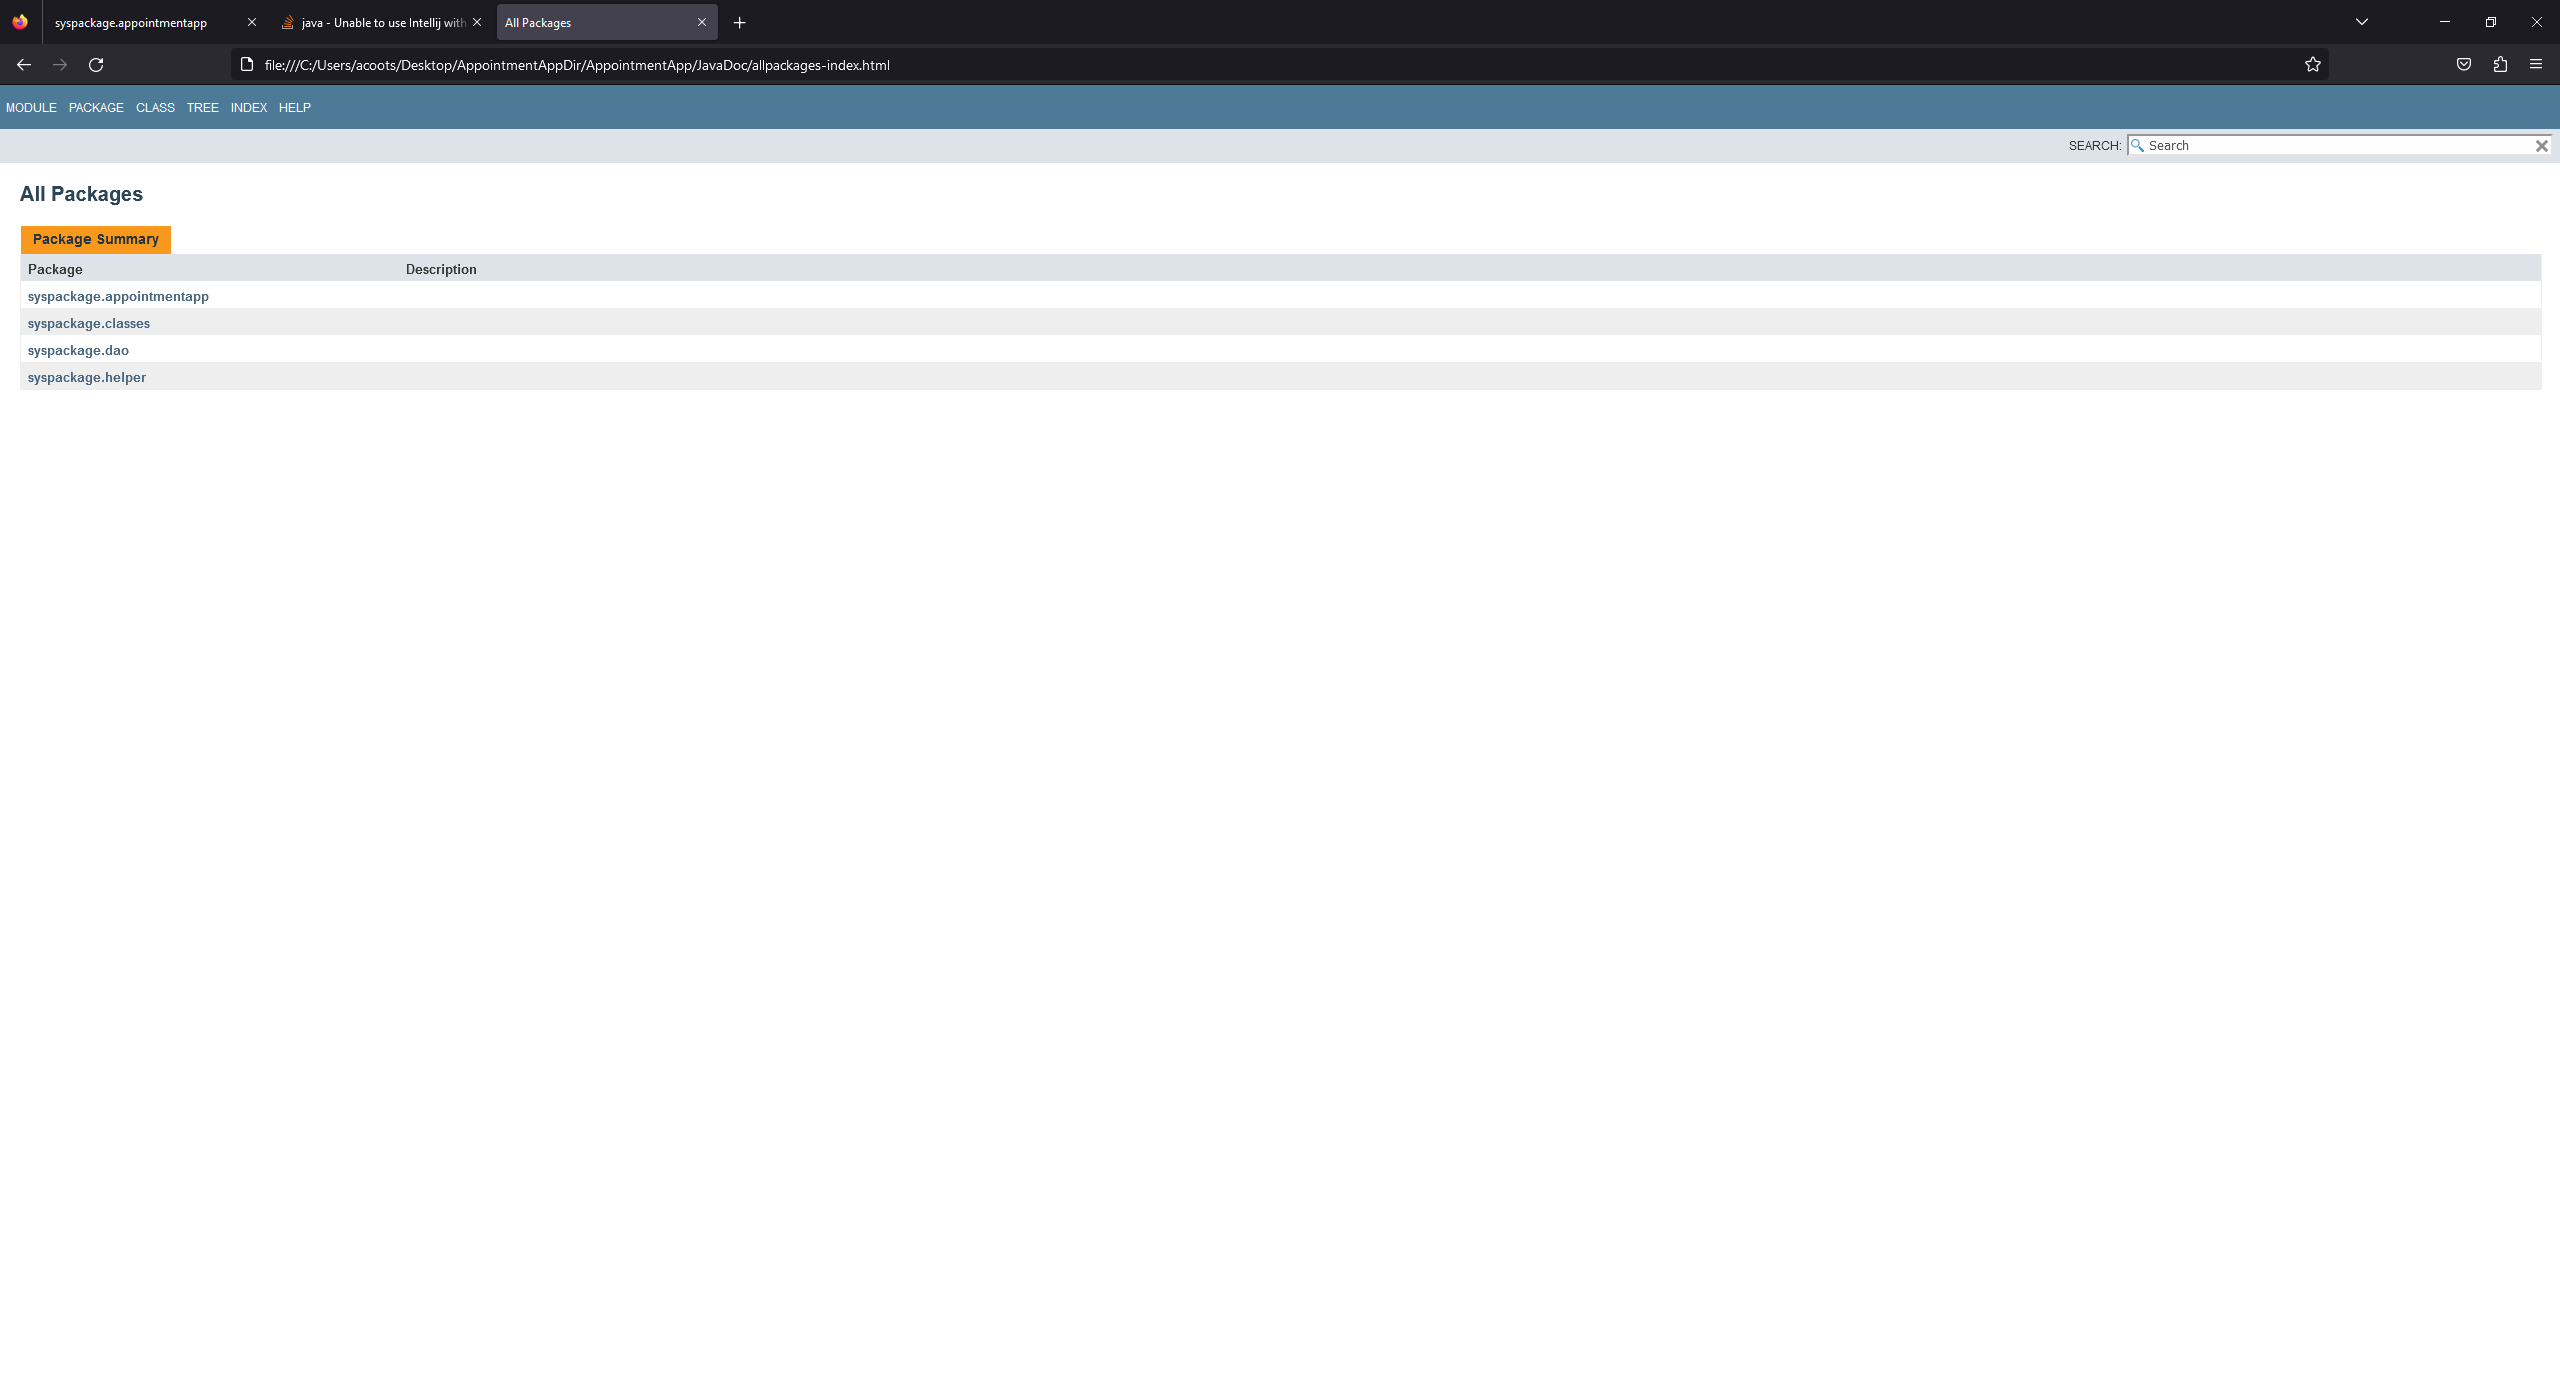 syspackage.appointmentapp
java - Unable to use Intellij with
All Packages
file:///C:/Users/acoots/Desktop/AppointmentAppDir/AppointmentApp/JavaDoc/allpackages-index.html
MODULE PACKAGE CLASS TREE INDEX HELP
SEARCH: Search
All Packages
Package Summary
Package Description
syspackage.appointmentapp
syspackage.classes
syspackage.dao
syspackage.helper